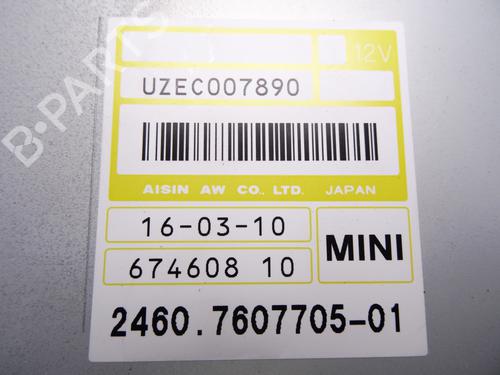 12V
UZEC007890
AISIN AW CO., LTD. JAPAN
16-03-10
674608 10
MINI
2460.7607705-01
B-PARTS